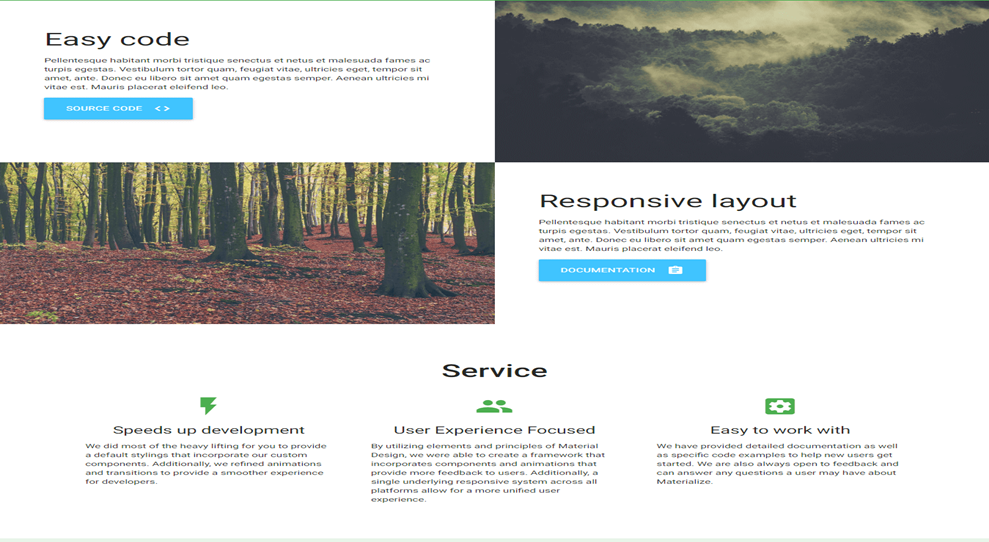 Easy code
Pellentesque habitant morbi tristique senectus et netus et malesuada fames ac
turpis egestas. Vestibulum tortor quam, feugiat vitae, ultricies eget, tempor sit
amet, ante. Donec eu libero sit amet quam egestas semper. Aenean ultricies mi
vitae est. Mauris placerat eleifend leo.
SOURCE CODE <>
Responsive layout
Pellentesque habitant morbi tristique senectus et netus et malesuada fames ac
turpis egestas. Vestibulum tortor quam, feugiat vitae, ultricies eget, tempor sit
amet, ante. Donec eu libero sit amet quam egestas semper. Aenean ultricies mi
vitae est. Mauris placerat eleifend leo.
DOCUMENTATION
Service
Speeds up development
We did most of the heavy lifting for you to provide
a default stylings that incorporate our custom
components. Additionally, we refined animations
and transitions to provide a smoother experience
for developers.
User Experience Focused
By utilizing elements and principles of Material
Design, we were able to create a framework that
incorporates components and animations that
provide more feedback to users. Additionally, a
single underlying responsive system across all
platforms allow for a more unified user
experience.
Easy to work with
We have provided detailed documentation as well
as specific code examples to help new users get
started. We are also always open to feedback and
can answer any questions a user may have about
Materialize.